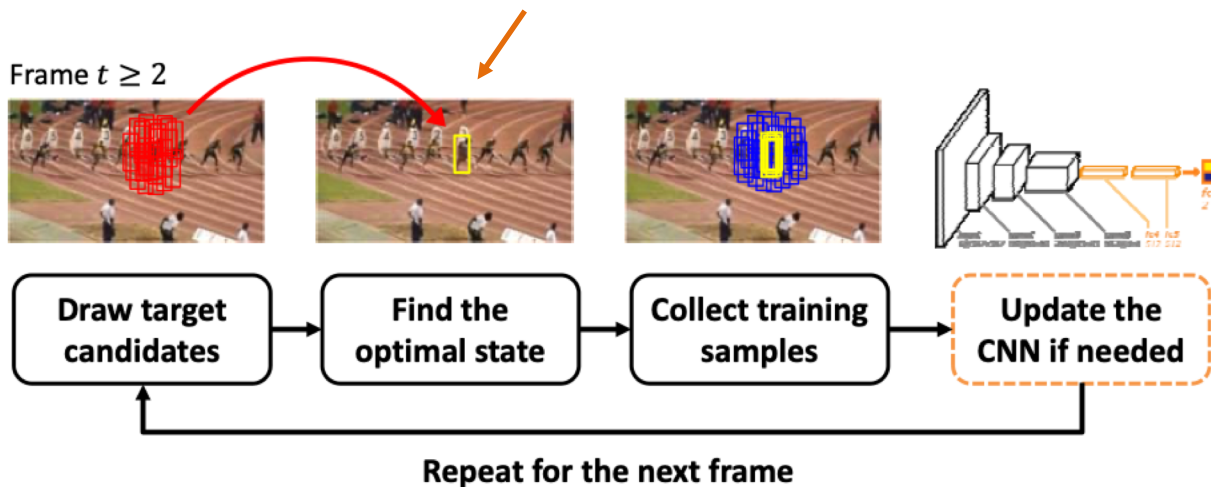 Frame t ≥ 2
Draw target
candidates
Find the
optimal state
Collect training
samples
Update the
CNN if needed
Repeat for the next frame